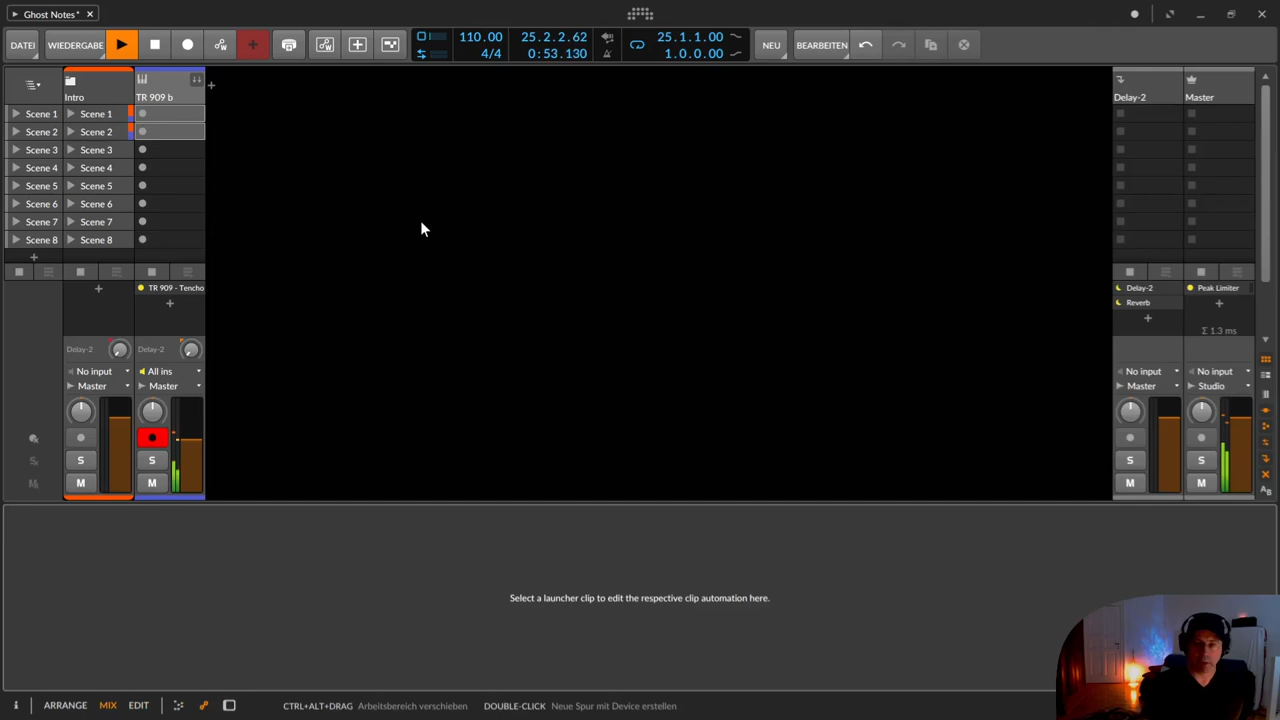 Ghost Notes*
DATEI
WIEDERGABE
110.00
4/4
25.2.2.62
0:53.130
25.1.1.00
1.0.0.00
NEU
BEARBEITEN
Intro
TR 909 b
Delay-2
Master
Scene 1
Scene 1
Scene 2
Scene 2
Scene 3
Scene 3
Scene 4
Scene 4
Scene 5
Scene 5
Scene 6
Scene 6
Scene 7
Scene 7
Scene 8
Scene 8
TR 909 - Tencho
Delay-2
Reverb
Peak Limiter
Σ 1.3 ms
Delay-2
Delay-2
No input
Master
All ins
Master
No input
Master
No input
Studio
S
S
S
S
M
M
M
M
Select a launcher clip to edit the respective clip automation here.
i
ARRANGE
MIX
EDIT
CTRL+ALT+DRAG Arbeitsbereich verschieben
DOUBLE-CLICK Neue Spur mit Device erstellen